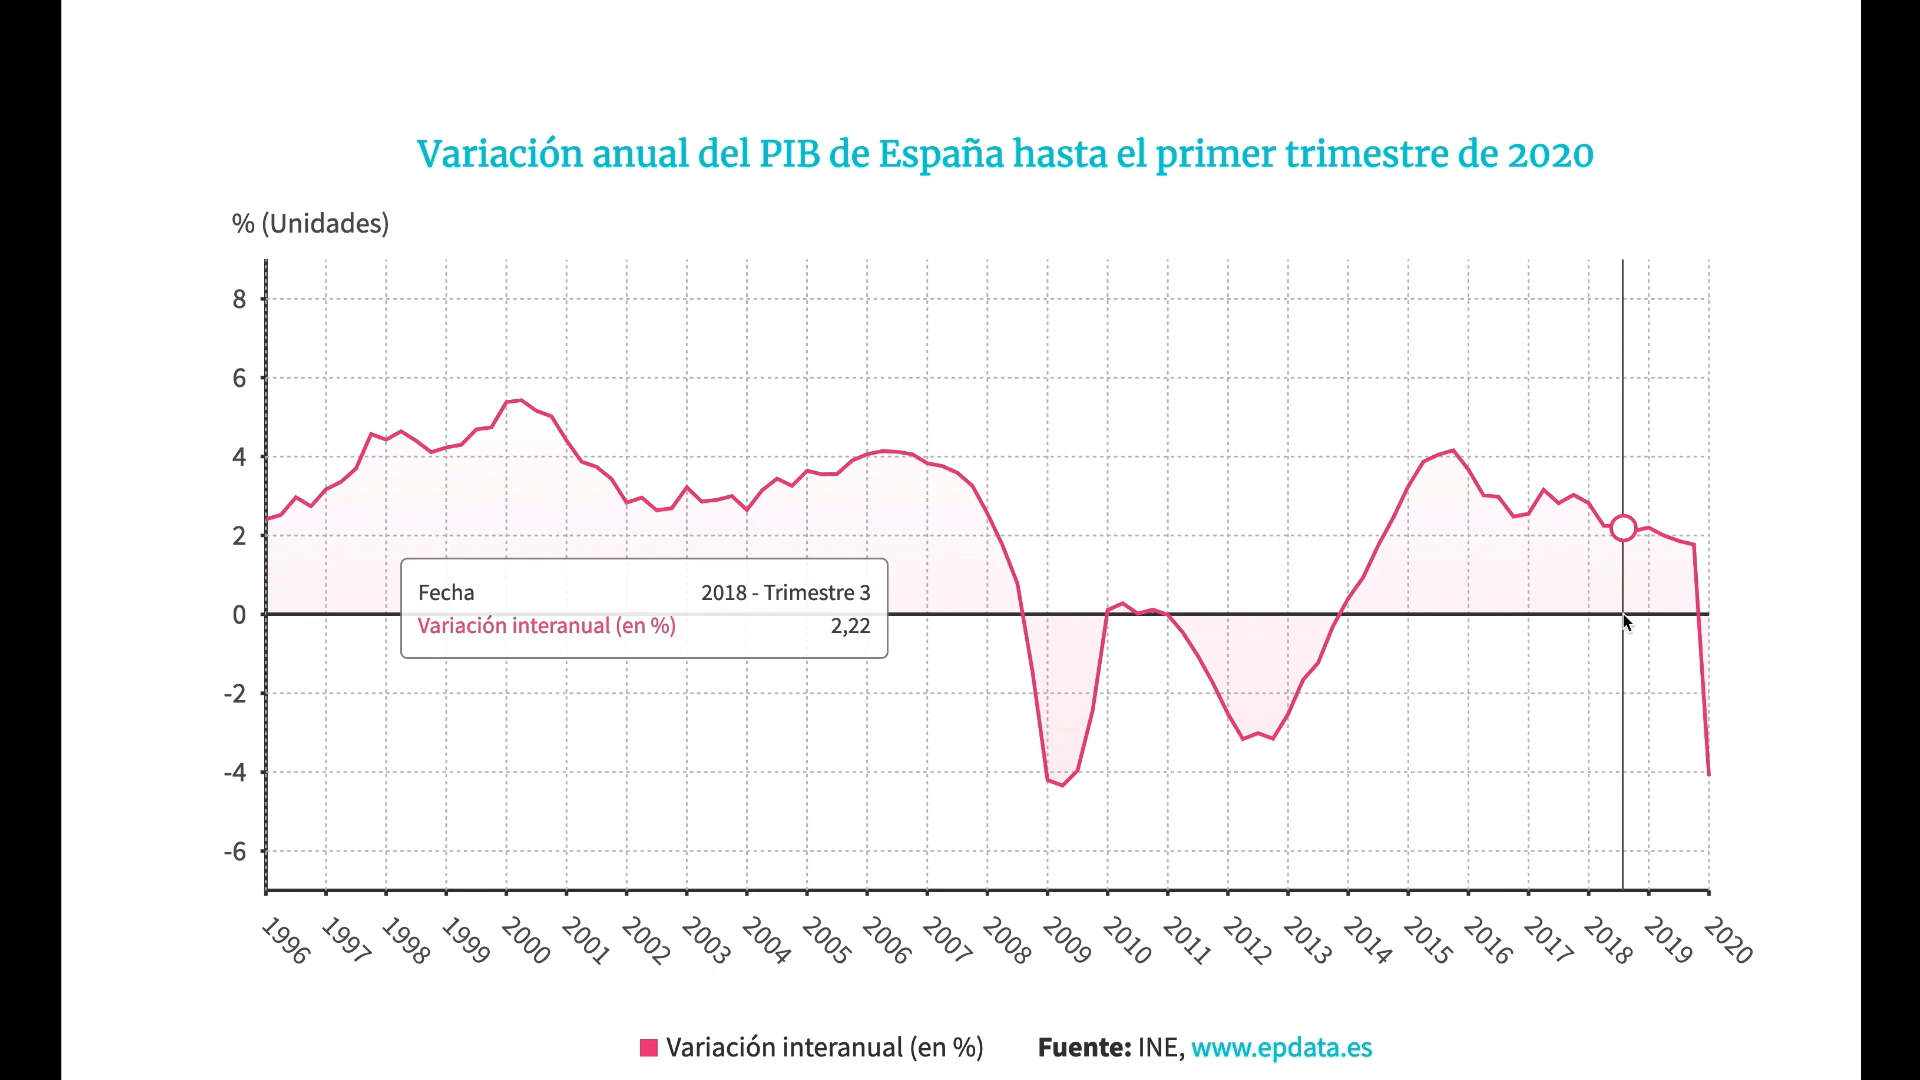 Variación anual del PIB de España hasta el primer trimestre de 2020
% (Unidades)
8
6
4
2
0
-2
-4
-6
Fecha 2018 - Trimestre 3
Variación interanual (en %) 2,22
1996 1997 1998 1999 2000 2001 2002 2003 2004 2005 2006 2007 2008 2009 2010 2011 2012 2013 2014 2015 2016 2017 2018 2019 2020
Variación interanual (en %) Fuente: INE, www.epdata.es